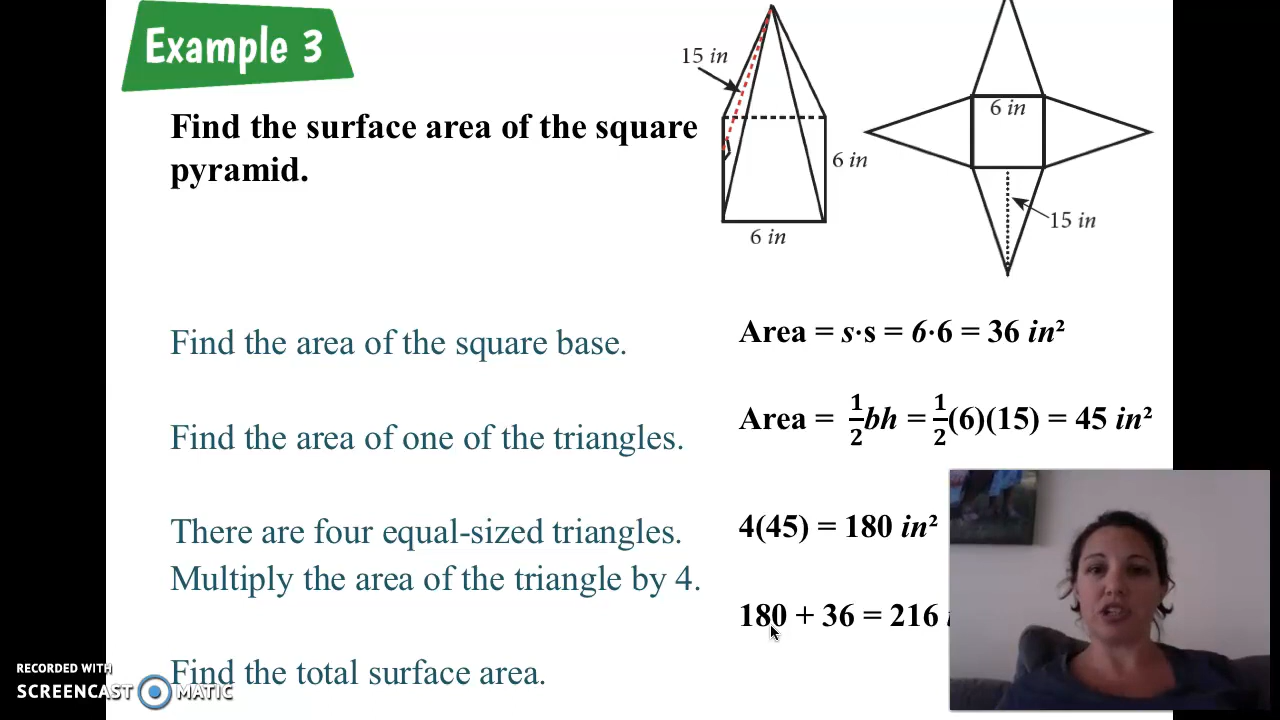 Example 3
Find the surface area of the square
pyramid.
15 in
6 in
6 in
6 in
15 in
Find the area of the square base.
Area = s·s = 6·6 = 36 in²
Find the area of one of the triangles.
Area = 1/2 bh = 1/2 (6)(15) = 45 in²
There are four equal-sized triangles.
Multiply the area of the triangle by 4.
4(45) = 180 in²
180 + 36 = 216
Find the total surface area.
RECORDED WITH
SCREENCAST MATIC